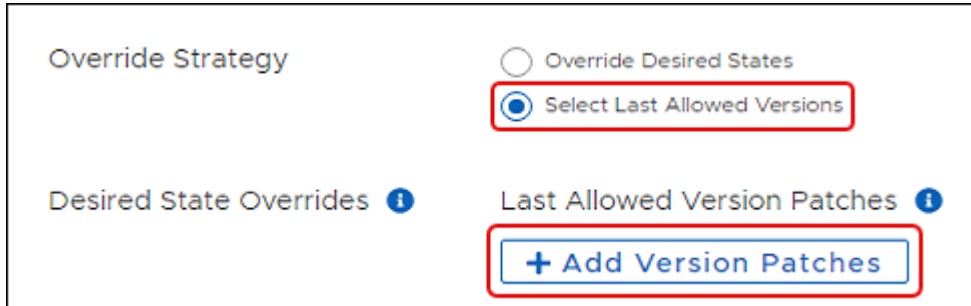 Override Strategy
Override Desired States
Select Last Allowed Versions
Desired State Overrides i
Last Allowed Version Patches i
+ Add Version Patches